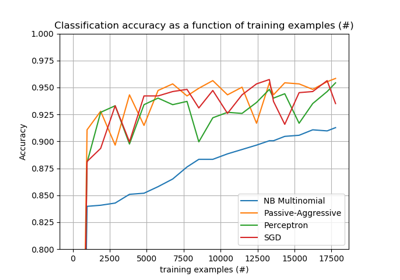 Classification accuracy as a function of training examples (#)
1.000
0.975
0.950
0.925
0.900
0.875
0.850
0.825
0.800
Accuracy
NB Multinomial
Passive-Aggressive
Perceptron
SGD
0 2500 5000 7500 10000 12500 15000 17500
training examples (#)